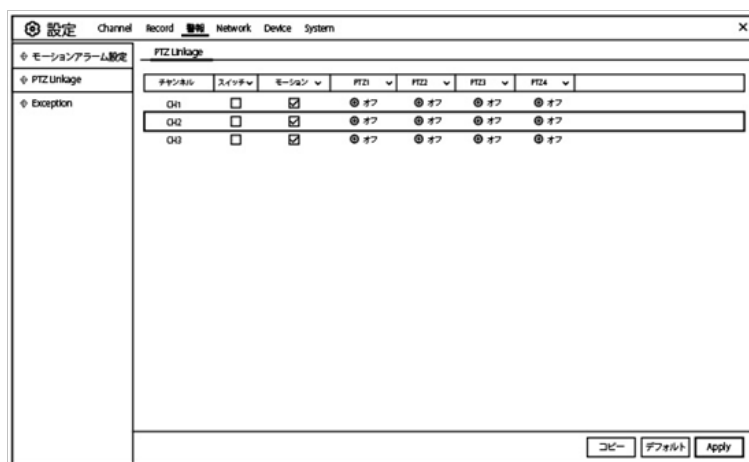 設定 Channel Record 警報 Network Device System ×
モーションアラーム設定
PTZ Linkage
Exception
PTZ Linkage
チャンネル スイッチ モーション PTZ1 PTZ2 PTZ3 PTZ4
CH1 オフ オフ オフ オフ
CH2 オフ オフ オフ オフ
CH3 オフ オフ オフ オフ
コピー デフォルト Apply